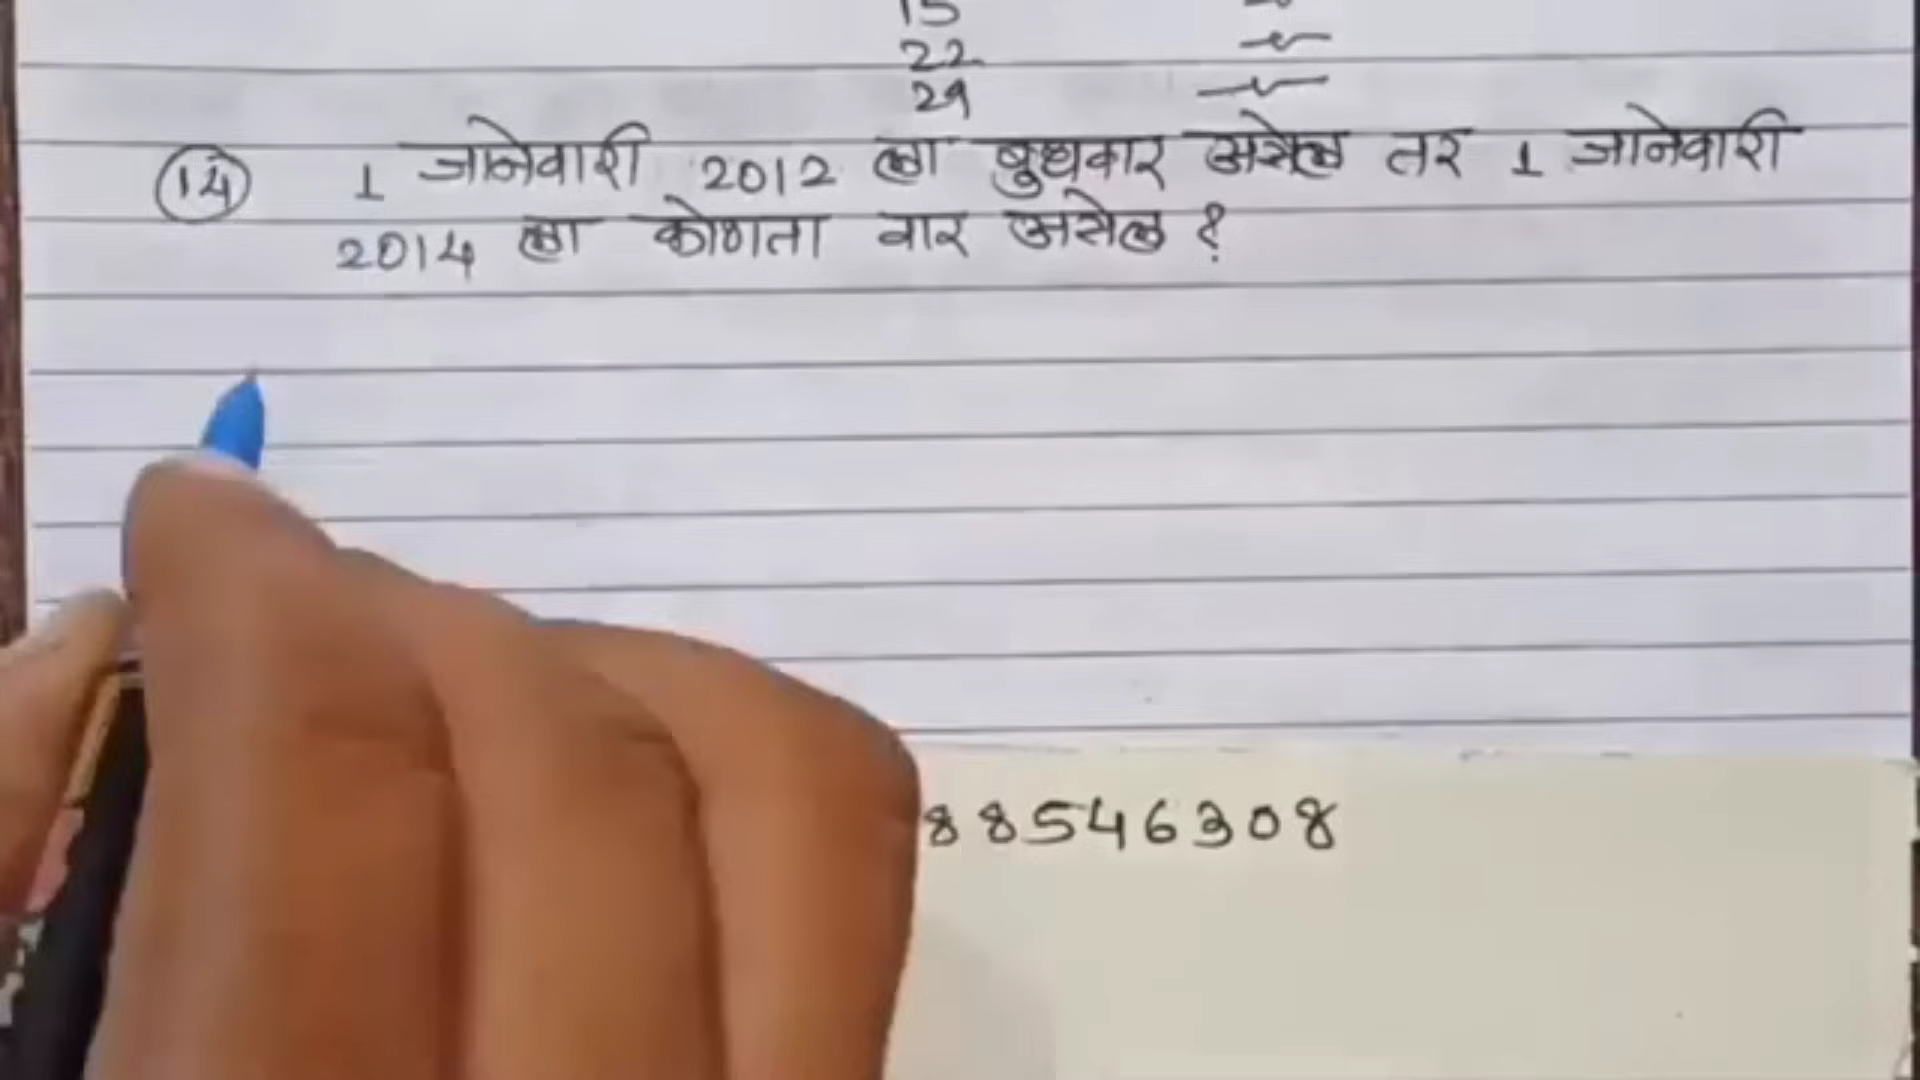 15
22
29
14 1 जानेवारी 2012 ला बुधवार असेल तर 1 जानेवारी
2014 ला कोणता वार असेल ?
88546308